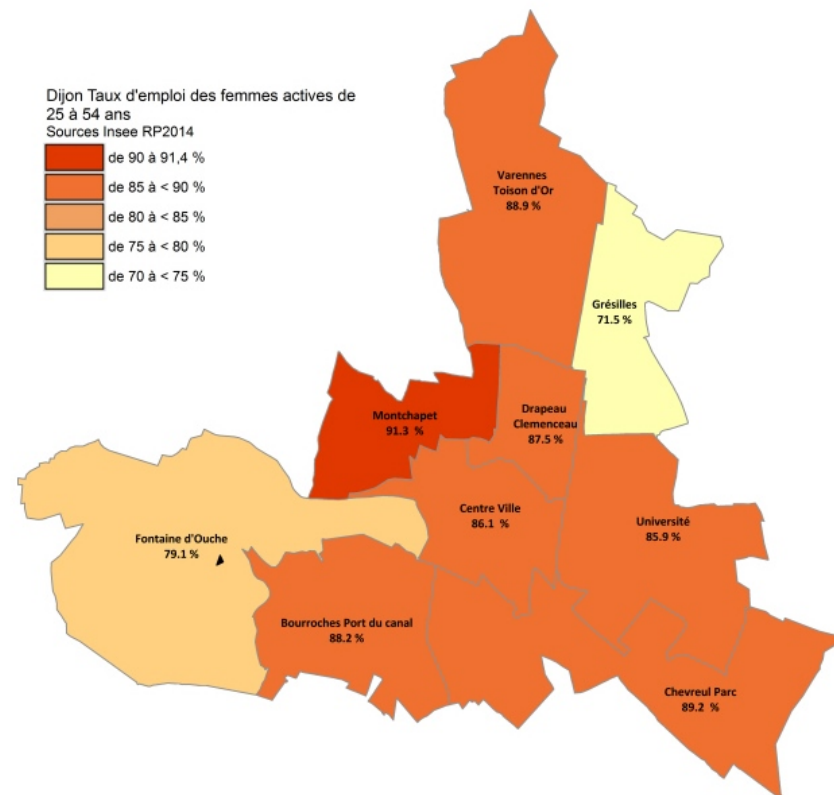 Dijon Taux d'emploi des femmes actives de
25 à 54 ans
Sources Insee RP2014
de 90 à 91,4 %
de 85 à < 90 %
de 80 à < 85 %
de 75 à < 80 %
de 70 à < 75 %
Varennes
Toison d'Or
88.9 %
Grésilles
71.5 %
Montchapet
91.3 %
Drapeau
Clemenceau
87.5 %
Centre Ville
86.1 %
Université
85.9 %
Fontaine d'Ouche
79.1 %
Bourroches Port du canal
88.2 %
Chevreul Parc
89.2 %